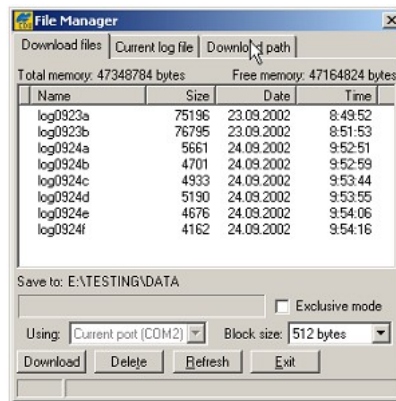 File Manager
Download files Current log file Download path
Total memory: 47348784 bytes Free memory: 47164824 bytes
Name Size Date Time
log0923a 75196 23.09.2002 8:49:52
log0923b 76795 23.09.2002 8:51:53
log0924a 5661 24.09.2002 9:52:51
log0924b 4701 24.09.2002 9:52:59
log0924c 4933 24.09.2002 9:53:44
log0924d 5190 24.09.2002 9:53:55
log0924e 4676 24.09.2002 9:54:06
log0924f 4162 24.09.2002 9:54:16
Save to: E:\TESTING\DATA
Exclusive mode
Using: Current port (COM2) Block size: 512 bytes
Download Delete Refresh Exit